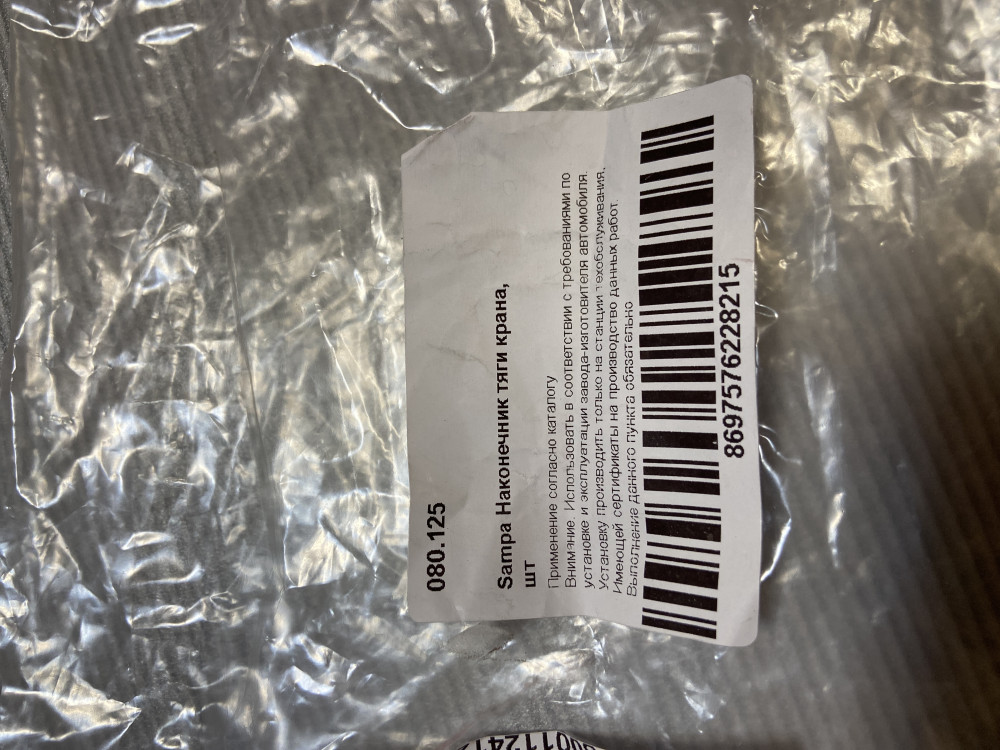 080.125
Sampa Наконечник тяги крана,
шт
Применение согласно каталогу
Внимание. Использовать в соответствии с требованиями по
установке и эксплуатации завода-изготовителя автомобиля.
Установку производить только на станции техобслуживания,
Имеющей сертификаты на производство данных работ
Выполнение данного пункта обязательно
8697576228215